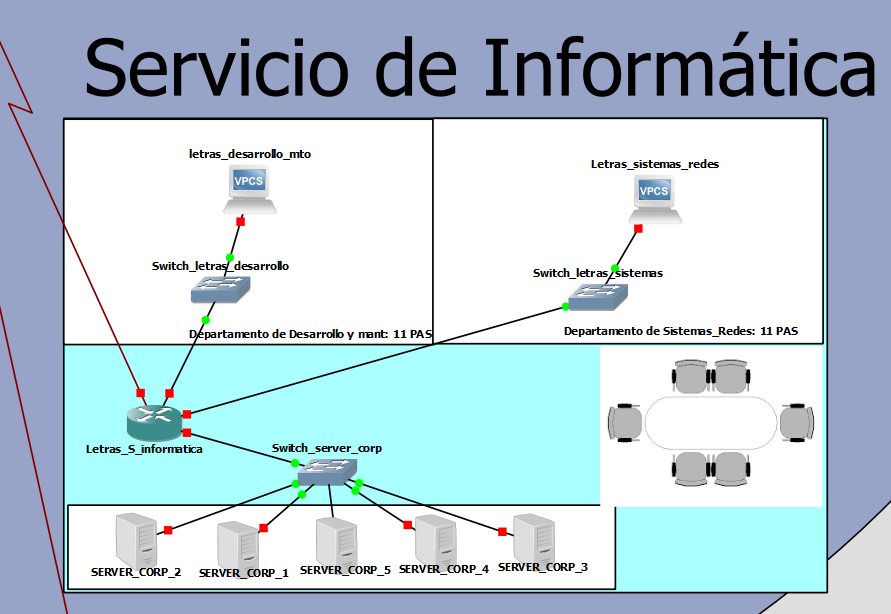 Servicio de Informática
letras_desarrollo_mto
VPCS
Letras_sistemas_redes
VPCS
Switch_letras_desarrollo
Switch_letras_sistemas
Departamento de Desarrollo y mant: 11 PAS
Departamento de Sistemas_Redes: 11 PAS
Letras_S_informatica
Switch_server_corp
SERVER_CORP_2
SERVER_CORP_1
SERVER_CORP_5
SERVER_CORP_4
SERVER_CORP_3